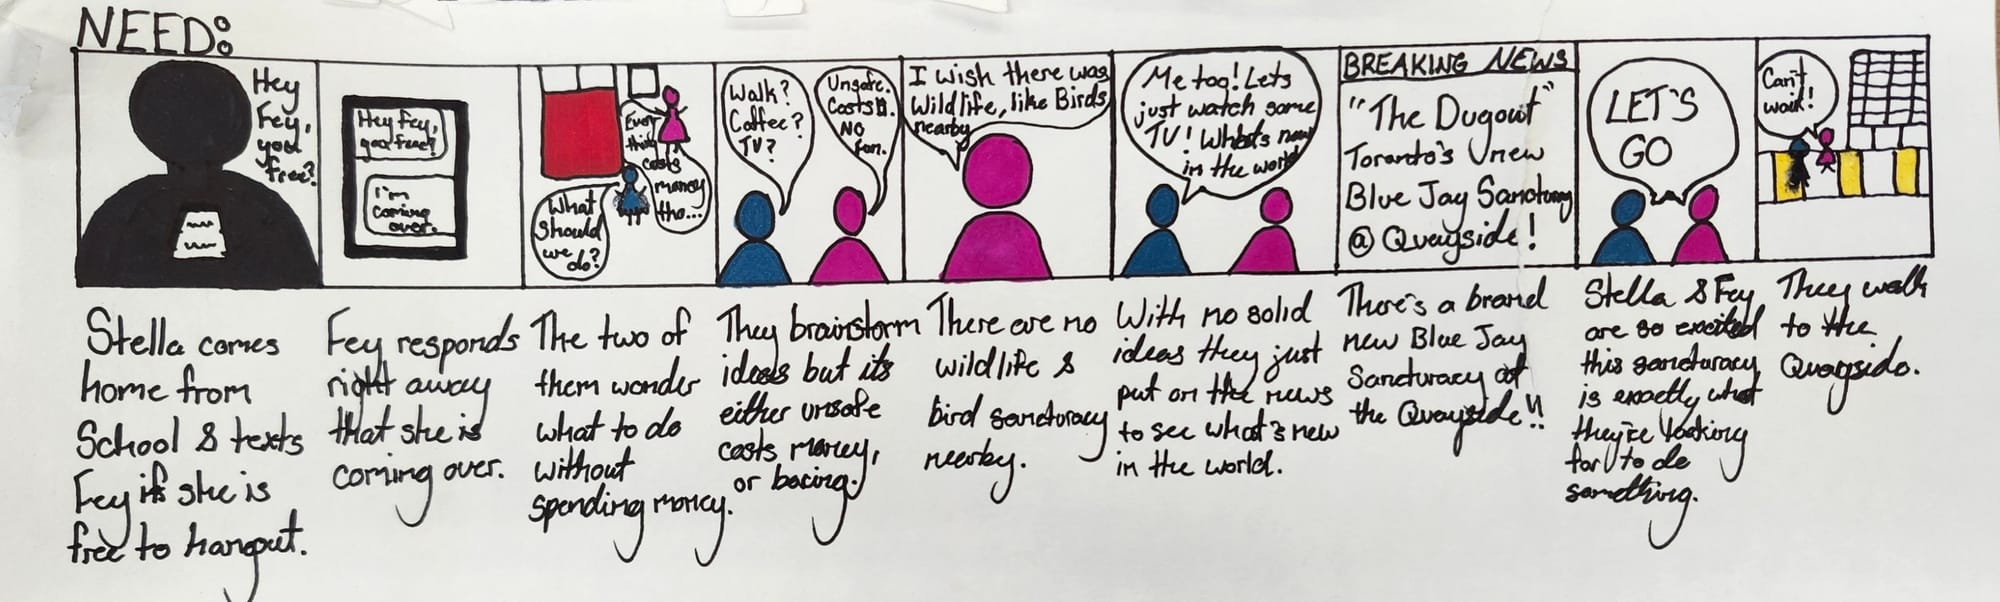 NEED:
Hey
Fey,
you
free?
Hey Fey,
you free?
I'm
coming
over.
Every
thing
costs
money
tho...
What
should
we
do?
Walk?
Coffee?
TV?
Unsafe.
Costs
No
fun.
I wish there was
Wildlife, like Birds
nearby
Me too! Lets
just watch some
TV! Whats new
in the world
BREAKING NEWS
"The Dugout"
Toronto's new
Blue Jay Sanctuary
@ Quayside!
LET'S
GO
Can't
wait!
Stella comes
home from
School & texts
Fey if she is
free to hangout.
Fey responds
right away
that she is
coming over.
The two of
them wonder
what to do
without
spending money.
They brainstorm
ideas but its
either unsafe
costs money,
or boring.
There are no
wildlife &
bird sancturacy
nearby.
With no solid
ideas they just
put on the news
to see what's new
in the world.
There's a brand
new Blue Jay
Sancturacy at
the Quayside!!
Stella & Fey
are so excited
this sancturacy
is exactly what
they're looking
for to do
something.
They walk
to the
Quayside.